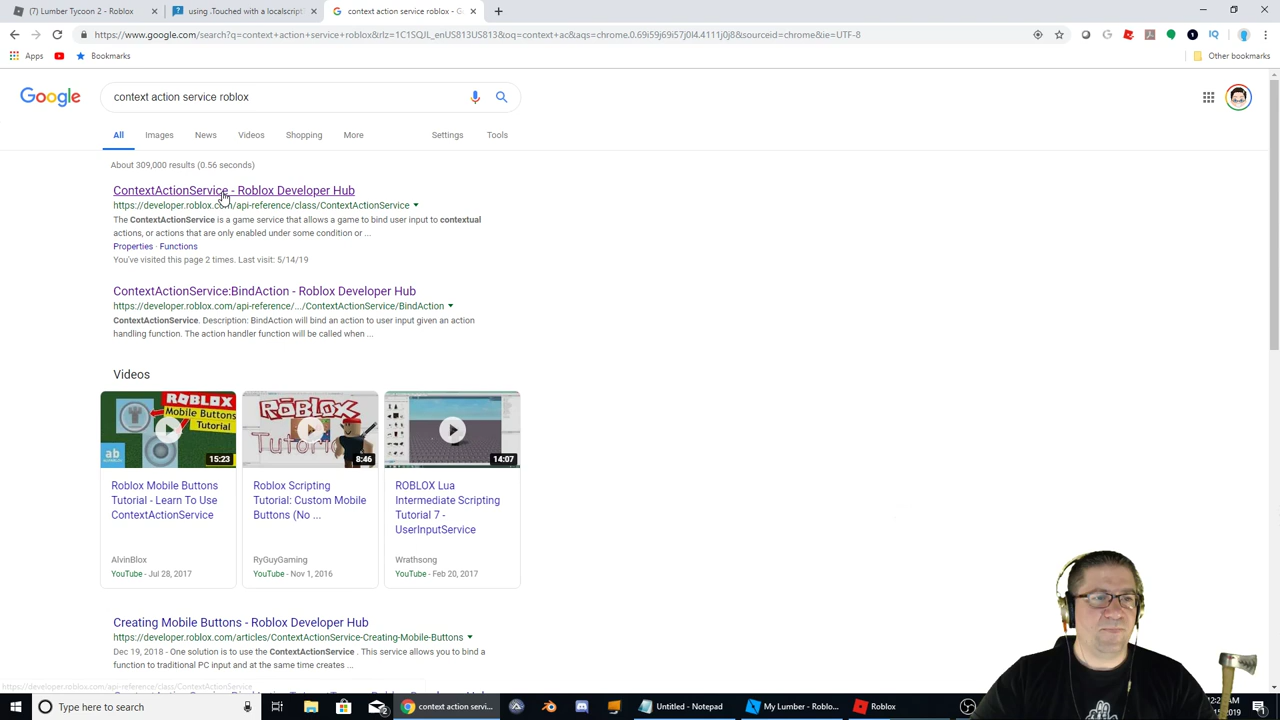 (7) Lumber Tycoon 2 - Roblox
using .Touched with a localscript
context action service roblox - G
https://www.google.com/search?q=context+action+service+roblox&rlz=1C1SQJL_enUS813US813&oq=context+ac&aqs=chrome.0.69i59j69i57j0l4.4111j0j8&sourceid=chrome&ie=UTF-8
Apps
Bookmarks
Other bookmarks
Google
context action service roblox
All
Images
News
Videos
Shopping
More
Settings
Tools
About 309,000 results (0.56 seconds)
ContextActionService - Roblox Developer Hub
https://developer.roblox.com/api-reference/class/ContextActionService
The ContextActionService is a game service that allows a game to bind user input to contextual
actions, or actions that are only enabled under some condition or ...
Properties · Functions
You've visited this page 2 times. Last visit: 5/14/19
ContextActionService:BindAction - Roblox Developer Hub
https://developer.roblox.com/api-reference/.../ContextActionService/BindAction
ContextActionService. Description: BindAction will bind an action to user input given an action
handling function. The action handler function will be called when ...
Videos
ROBLOX
Mobile Buttons
Tutorial
ab
15:23
ROBLOX
8:46
14:07
Roblox Mobile Buttons
Tutorial - Learn To Use
ContextActionService
AlvinBlox
YouTube - Jul 28, 2017
Roblox Scripting
Tutorial: Custom Mobile
Buttons (No ...
RyGuyGaming
YouTube - Nov 1, 2016
ROBLOX Lua
Intermediate Scripting
Tutorial 7 -
UserInputService
Wrathsong
YouTube - Feb 20, 2017
Creating Mobile Buttons - Roblox Developer Hub
https://developer.roblox.com/articles/ContextActionService-Creating-Mobile-Buttons
Dec 19, 2018 - One solution is to use the ContextActionService . This service allows you to bind a
function to traditional PC input and at the same time creates ...
https://developer.roblox.com/api-reference/class/ContextActionService
Type here to search
context action servi...
Untitled - Notepad
My Lumber - Roblo...
Roblox